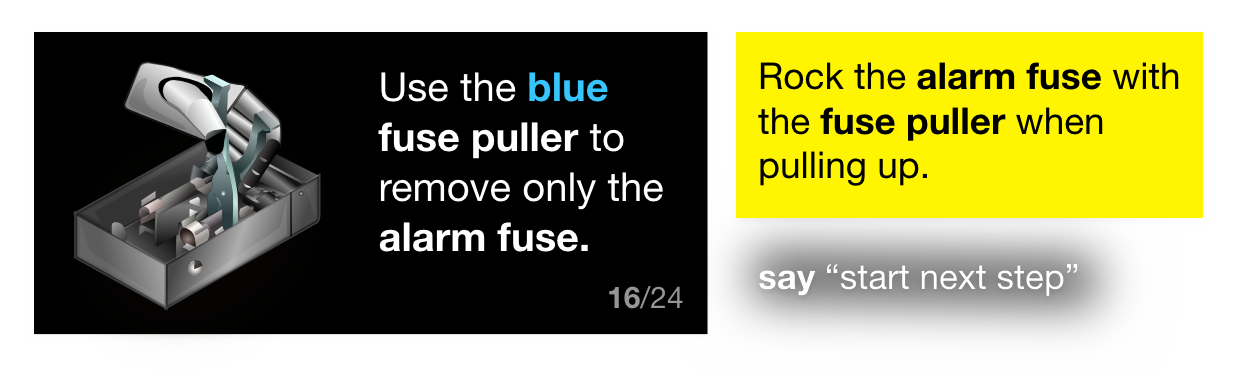 Use the blue
fuse puller to
remove only the
alarm fuse.
16/24
Rock the alarm fuse with
the fuse puller when
pulling up.
say “start next step”